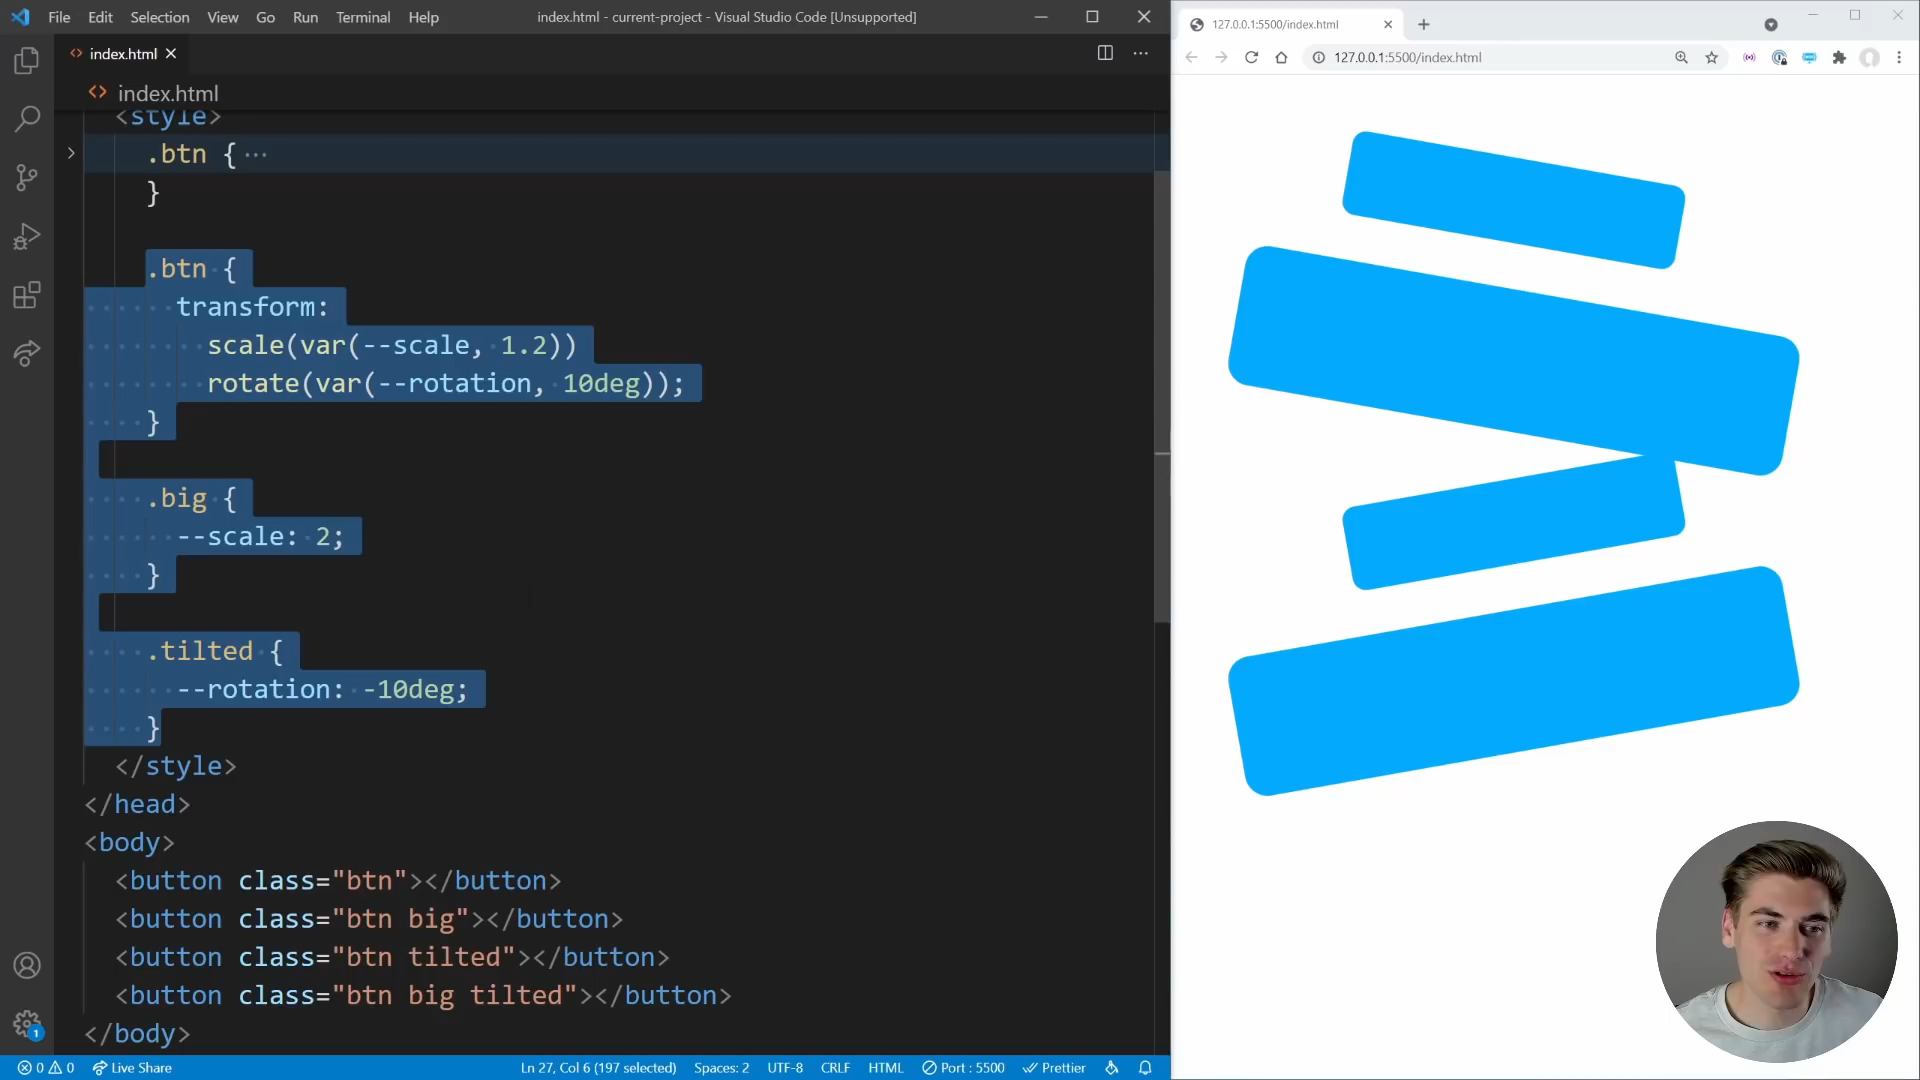 File Edit Selection View Go Run Terminal Help
index.html - current-project - Visual Studio Code [Unsupported]
index.html
index.html
<style>
.btn {···
}
.btn {
transform:
scale(var(--scale, 1.2))
rotate(var(--rotation, 10deg));
}
.big {
--scale: 2;
}
.tilted {
--rotation: -10deg;
}
</style>
</head>
<body>
<button class="btn"></button>
<button class="btn big"></button>
<button class="btn tilted"></button>
<button class="btn big tilted"></button>
</body>
1
0 0 Live Share Ln 27, Col 6 (197 selected) Spaces: 2 UTF-8 CRLF HTML Port : 5500 Prettier
127.0.0.1:5500/index.html
127.0.0.1:5500/index.html